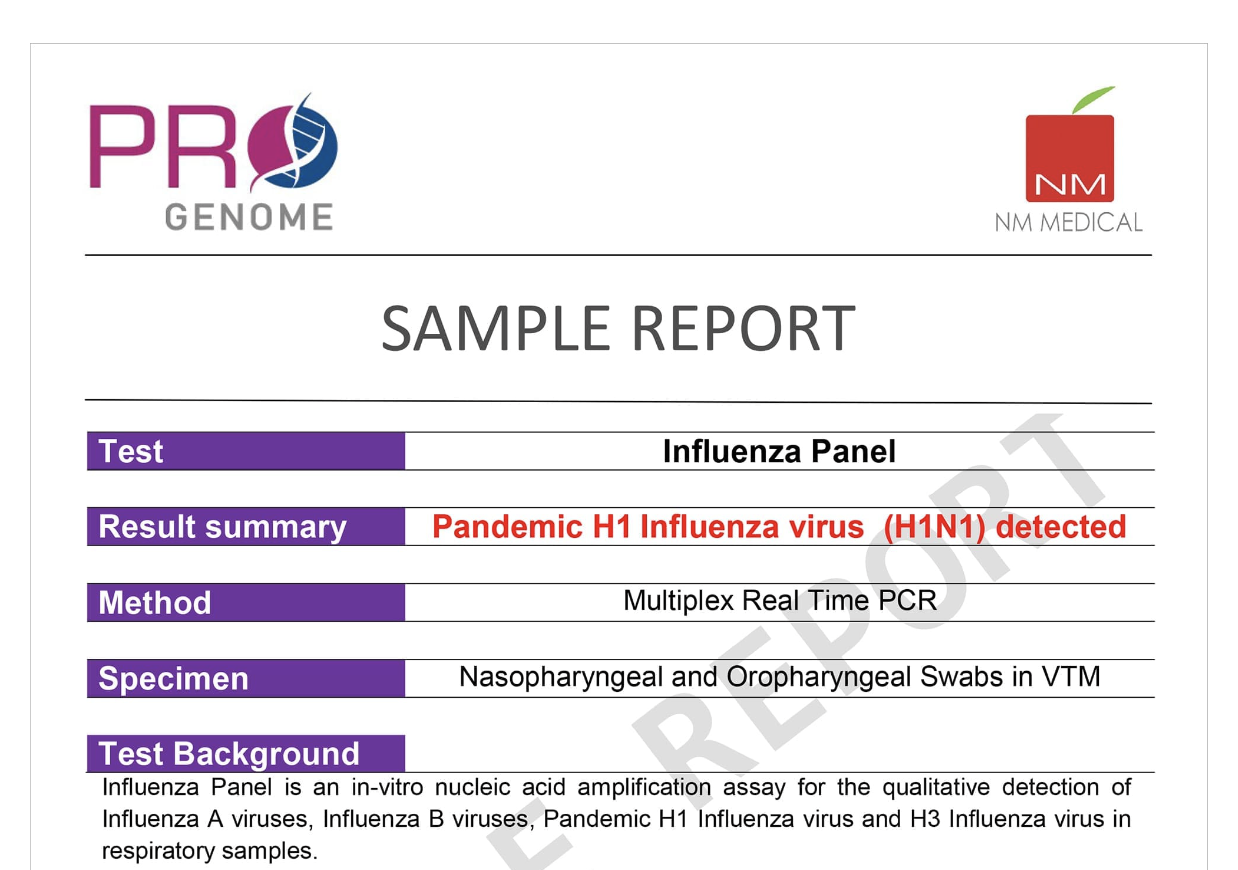 PRO
GENOME
NM
NM MEDICAL
SAMPLE REPORT
Test Influenza Panel
Result summary Pandemic H1 Influenza virus (H1N1) detected
Method Multiplex Real Time PCR
Specimen Nasopharyngeal and Oropharyngeal Swabs in VTM
Test Background
Influenza Panel is an in-vitro nucleic acid amplification assay for the qualitative detection of
Influenza A viruses, Influenza B viruses, Pandemic H1 Influenza virus and H3 Influenza virus in
respiratory samples.
E REPORT